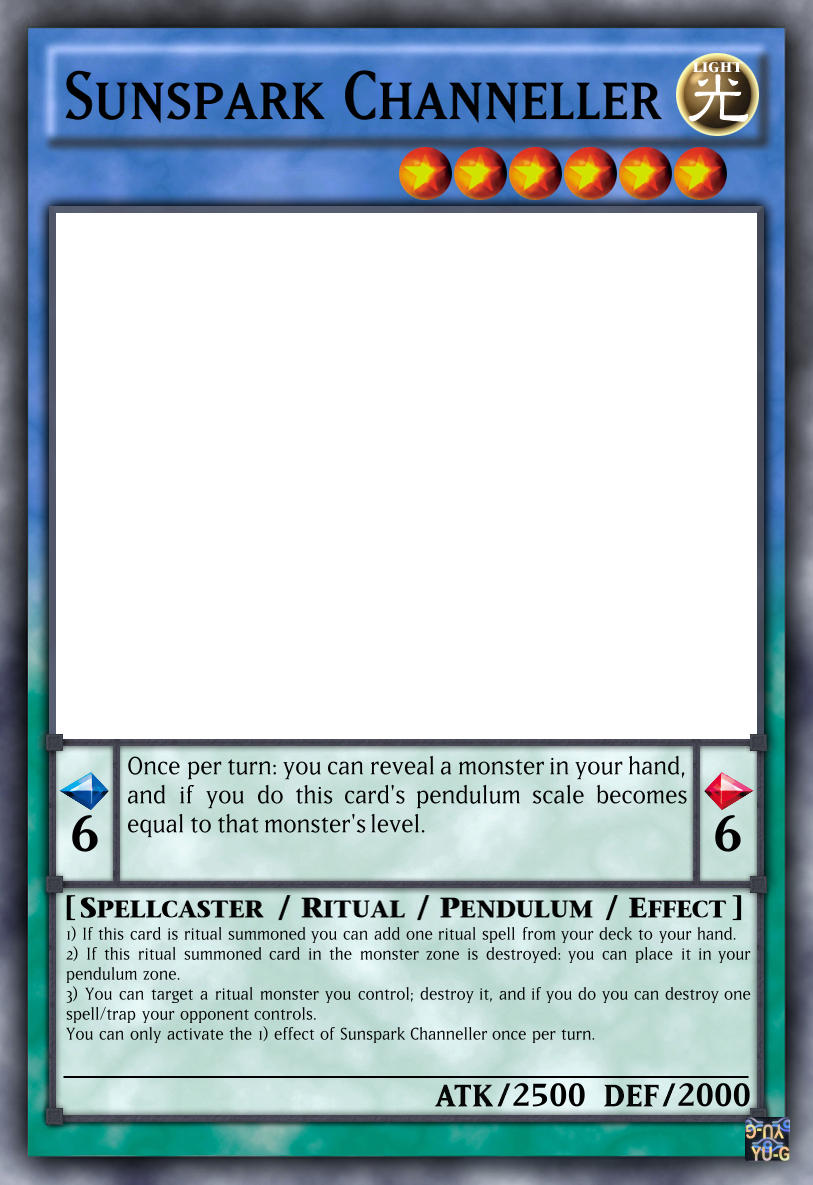 Sunspark Channeller
LIGHT
光
Once per turn: you can reveal a monster in your hand,
and if you do this card's pendulum scale becomes
equal to that monster's level.
6
6
[ Spellcaster / Ritual / Pendulum / Effect ]
1) If this card is ritual summoned you can add one ritual spell from your deck to your hand.
2) If this ritual summoned card in the monster zone is destroyed: you can place it in your
pendulum zone.
3) You can target a ritual monster you control; destroy it, and if you do you can destroy one
spell/trap your opponent controls.
You can only activate the 1) effect of Sunspark Channeller once per turn.
ATK/2500 DEF/2000
YU-G
YU-G